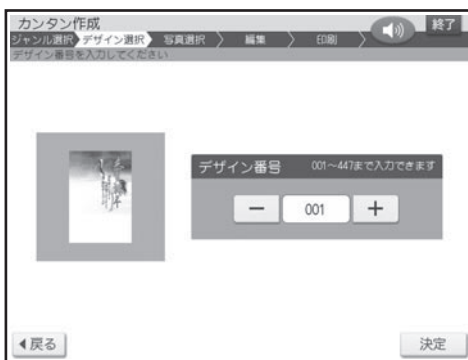 カンタン作成
終了
ジャンル選択 デザイン選択 写真選択 編集 印刷
デザイン番号を入力してください
デザイン番号 001〜447まで入力できます
− 001 +
戻る
決定